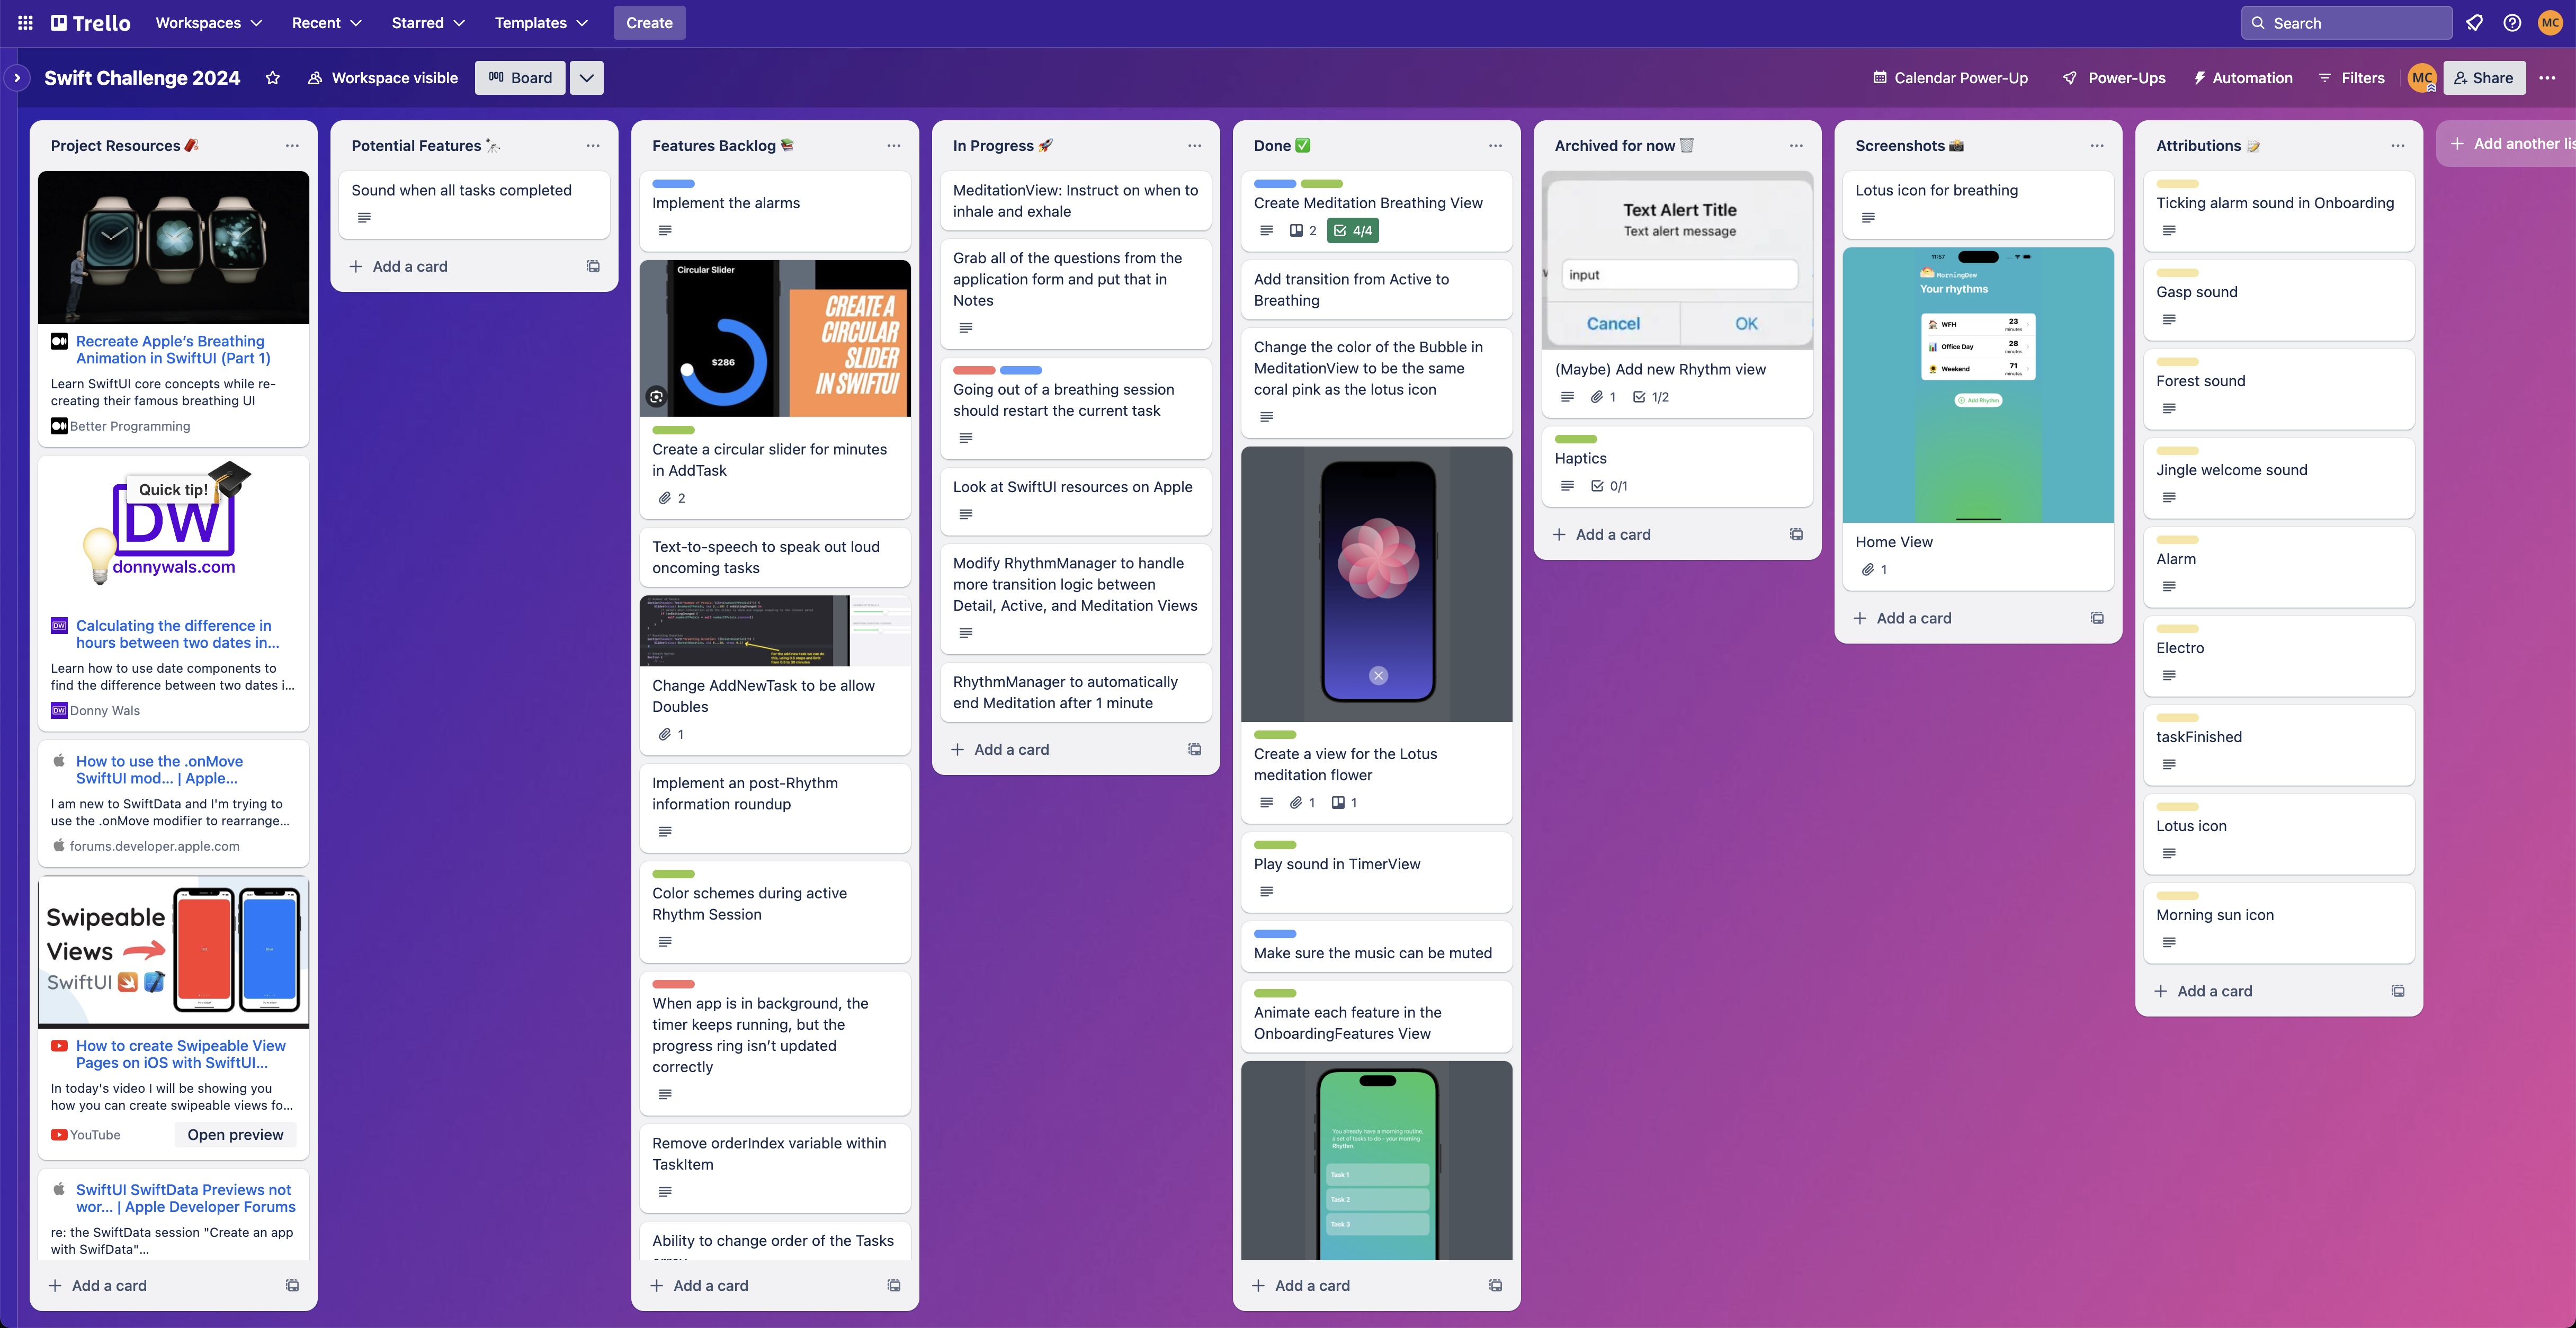 Trello
Workspaces
Recent
Starred
Templates
Create
Search
MC
Swift Challenge 2024
Workspace visible
Board
Calendar Power-Up
Power-Ups
Automation
Filters
MC
Share
Project Resources
Recreate Apple's Breathing
Animation in SwiftUI (Part 1)
Learn SwiftUI core concepts while re-
creating their famous breathing UI
Better Programming
Quick tip!
DW
donnywals.com
Calculating the difference in
hours between two dates in...
Learn how to use date components to
find the difference between two dates i...
DW
Donny Wals
How to use the .onMove
SwiftUI mod... | Apple...
I am new to SwiftData and I'm trying to
use the .onMove modifier to rearrange...
forums.developer.apple.com
Swipeable
Views
SwiftUI
How to create Swipeable View
Pages on iOS with SwiftUI...
In today's video I will be showing you
how you can create swipeable views fo...
YouTube
Open preview
SwiftUI SwiftData Previews not
wor... | Apple Developer Forums
re: the SwiftData session "Create an app
with SwifData"...
Add a card
Potential Features
Sound when all tasks completed
Add a card
Features Backlog
Implement the alarms
Circular Slider
$286
CREATE A
CIRCULAR
SLIDER
IN SWIFTUI
Create a circular slider for minutes
in AddTask
2
Text-to-speech to speak out loud
oncoming tasks
Change AddNewTask to be allow
Doubles
1
Implement an post-Rhythm
information roundup
Color schemes during active
Rhythm Session
When app is in background, the
timer keeps running, but the
progress ring isn't updated
correctly
Remove orderIndex variable within
TaskItem
Ability to change order of the Tasks
Add a card
In Progress
MeditationView: Instruct on when to
inhale and exhale
Grab all of the questions from the
application form and put that in
Notes
Going out of a breathing session
should restart the current task
Look at SwiftUI resources on Apple
Modify RhythmManager to handle
more transition logic between
Detail, Active, and Meditation Views
RhythmManager to automatically
end Meditation after 1 minute
Add a card
Done
Create Meditation Breathing View
2
4/4
Add transition from Active to
Breathing
Change the color of the Bubble in
MeditationView to be the same
coral pink as the lotus icon
Create a view for the Lotus
meditation flower
1
1
Play sound in TimerView
Make sure the music can be muted
Animate each feature in the
OnboardingFeatures View
You already have a morning routine,
a set of tasks to do - your morning
Rhythm.
Task 1
Task 2
Task 3
Add a card
Archived for now
Text Alert Title
Text alert message
input
Cancel
OK
(Maybe) Add new Rhythm view
1
1/2
Haptics
0/1
Add a card
Screenshots
Lotus icon for breathing
11:57
MorningDew
Your rhythms
WFH
23
minutes
Office Day
28
minutes
Weekend
71
minutes
Add Rhythm
Home View
1
Add a card
Attributions
Ticking alarm sound in Onboarding
Gasp sound
Forest sound
Jingle welcome sound
Alarm
Electro
taskFinished
Lotus icon
Morning sun icon
Add a card
Add another lis